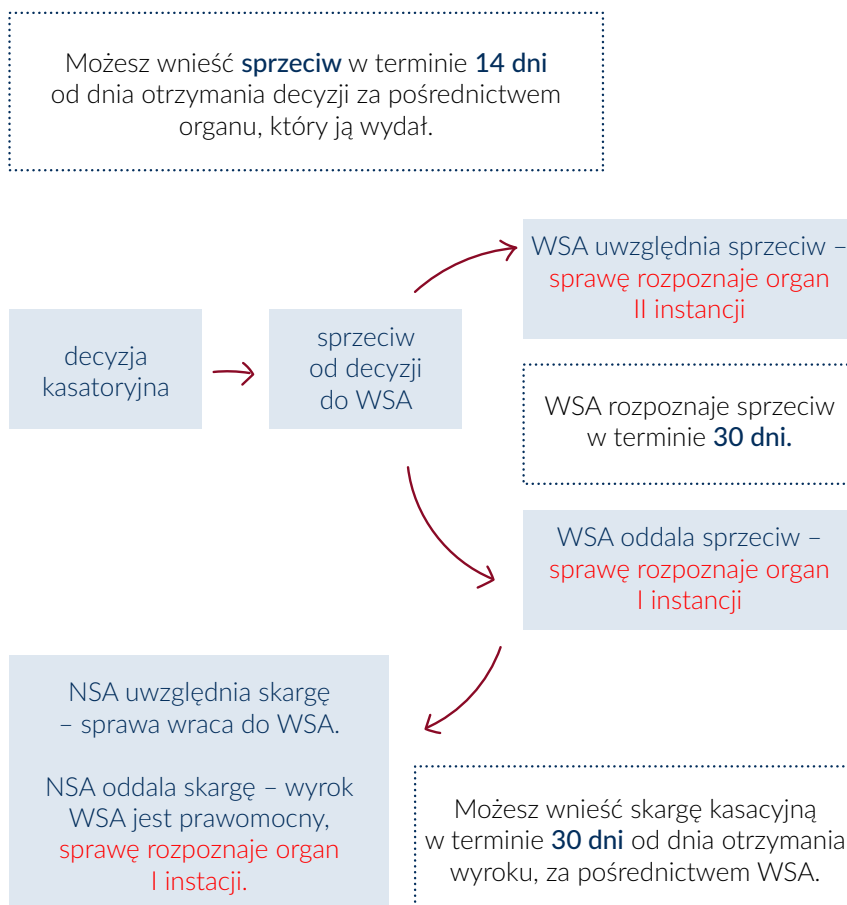 Możesz wnieść sprzeciw w terminie 14 dni
od dnia otrzymania decyzji za pośrednictwem
organu, który ją wydał.
decyzja
kasatoryjna
sprzeciw
od decyzji
do WSA
WSA uwzględnia sprzeciw –
sprawę rozpoznaje organ
II instancji
WSA rozpoznaje sprzeciw
w terminie 30 dni.
WSA oddala sprzeciw –
sprawę rozpoznaje organ
I instancji
NSA uwzględnia skargę
– sprawa wraca do WSA.
NSA oddala skargę – wyrok
WSA jest prawomocny,
sprawę rozpoznaje organ
I instacji.
Możesz wnieść skargę kasacyjną
w terminie 30 dni od dnia otrzymania
wyroku, za pośrednictwem WSA.